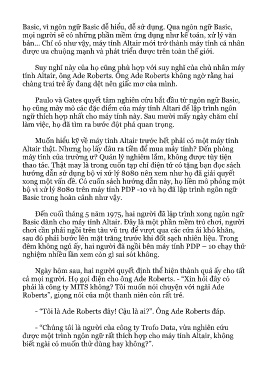 Basic, vì ngôn ngữ Basic dễ hiểu, dễ sử dụng. Qua ngôn ngữ Basic,
mọi người sẽ có những phần mềm ứng dụng như kế toán, xử lý văn
bản... Chỉ có như vậy, máy tính Altair mới trở thành máy tính cá nhân
được ưa chuộng mạnh và phát triển được trên toàn thế giới.
Suy nghĩ này của họ cũng phù hợp với suy nghĩ của chủ nhân máy
tính Altair, ông Ade Roberts. Ông Ade Roberts không ngờ rằng hai
chàng trai trẻ ấy đang dệt nên giấc mơ của mình.
Paulo và Gates quyết tâm nghiên cứu bắt đầu từ ngôn ngữ Basic,
họ cùng mày mò các đặc điểm của máy tính Altari để lập trình ngôn
ngữ thích hợp nhất cho máy tính này. Sau mười mấy ngày chăm chỉ
làm việc, họ đã tìm ra bước đột phá quan trọng.
Muốn hiểu kỹ về máy tính Altair trước hết phải có một máy tính
Altair thật. Nhưng họ lấy đâu ra tiền để mua máy tính? Đến phòng
máy tính của trường ư? Quản lý nghiêm lắm, không được tùy tiện
thao tác. Thật may là trong cuốn tạp chí điện tử có tặng bạn đọc sách
hướng dẫn sử dụng bộ vi xử lý 8080 nên xem như họ đã giải quyết
xong một vấn đề. Có cuốn sách hướng dẫn này, họ liền mô phỏng một
bộ vi xử lý 8080 trên máy tính PDP -10 và họ đã lập trình ngôn ngữ
Basic trong hoàn cảnh như vậy.
Đến cuối tháng 5 năm 1975, hai người đã lập trình xong ngôn ngữ
Basic dành cho máy tính Altair. Đây là một phần mềm trò chơi, người
chơi cần phải ngồi trên tàu vũ trụ để vượt qua các cửa ải khó khăn,
sau đó phải bước lên mặt trăng trước khi đốt sạch nhiên liệu. Trong
đêm không ngủ ấy, hai người đã ngồi bên máy tính PDP – 10 chạy thử
nghiệm nhiều lần xem còn gì sai sót không.
Ngày hôm sau, hai người quyết định thể hiện thành quả ấy cho tất
cả mọi người. Họ gọi điện cho ông Ade Roberts. - “Xin hỏi đây có
phải là công ty MITS không? Tôi muốn nói chuyện với ngài Ade
Roberts”, giọng nói của một thanh niên còn rất trẻ.
- “Tôi là Ade Roberts đây! Cậu là ai?”. Ông Ade Roberts đáp.
- “Chúng tôi là người của công ty Trofo Data, vừa nghiên cứu
được một trình ngôn ngữ rất thích hợp cho máy tính Altair, không
biết ngài có muốn thử dùng hay không?”.